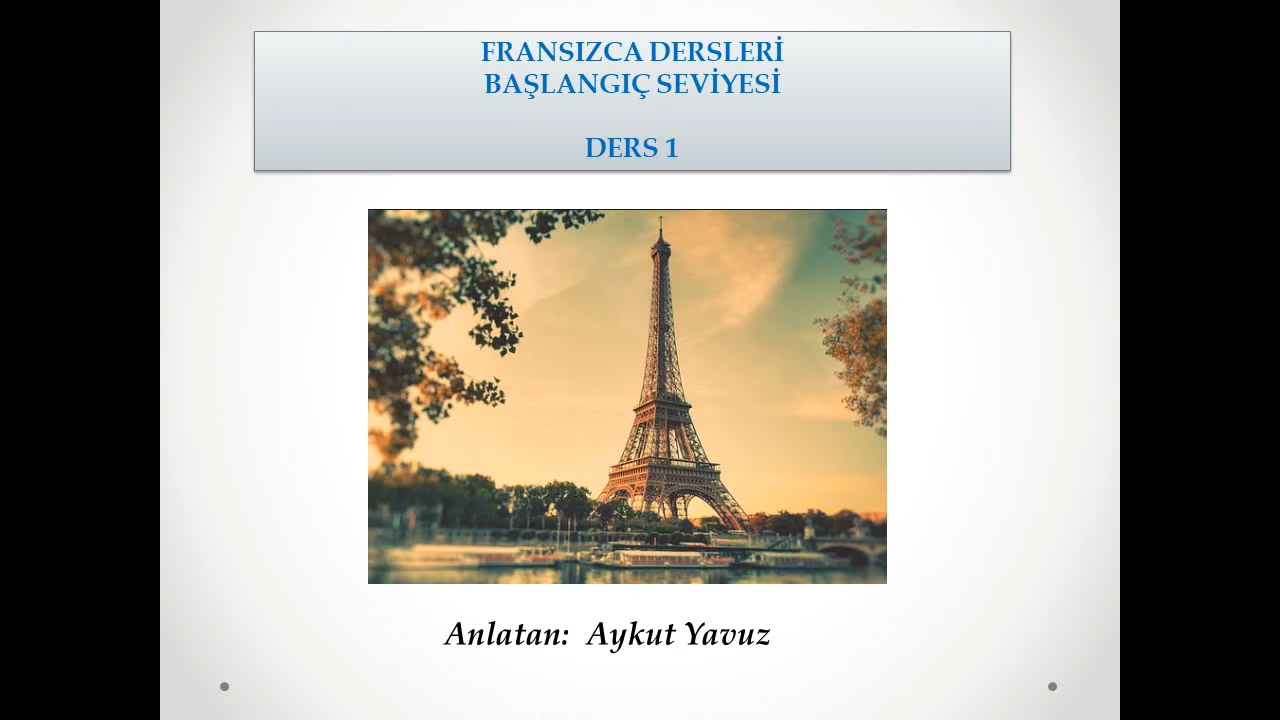 FRANSIZCA DERSLERİ
BAŞLANGIÇ SEVİYESİ
DERS 1
Anlatan: Aykut Yavuz